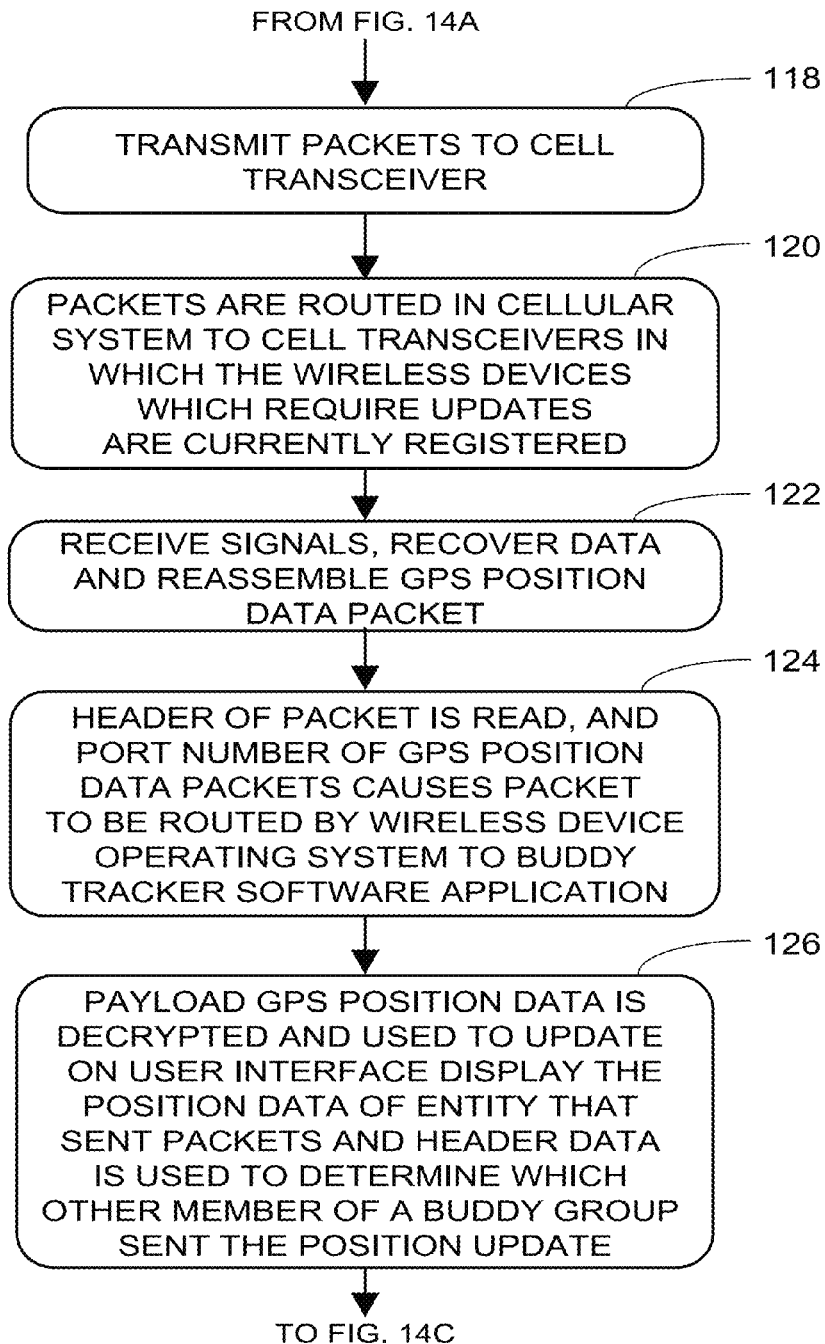 FROM FIG. 14A
118
TRANSMIT PACKETS TO CELL
TRANSCEIVER
120
PACKETS ARE ROUTED IN CELLULAR
SYSTEM TO CELL TRANSCEIVERS IN
WHICH THE WIRELESS DEVICES
WHICH REQUIRE UPDATES
ARE CURRENTLY REGISTERED
122
RECEIVE SIGNALS, RECOVER DATA
AND REASSEMBLE GPS POSITION
DATA PACKET
124
HEADER OF PACKET IS READ, AND
PORT NUMBER OF GPS POSITION
DATA PACKETS CAUSES PACKET
TO BE ROUTED BY WIRELESS DEVICE
OPERATING SYSTEM TO BUDDY
TRACKER SOFTWARE APPLICATION
126
PAYLOAD GPS POSITION DATA IS
DECRYPTED AND USED TO UPDATE
ON USER INTERFACE DISPLAY THE
POSITION DATA OF ENTITY THAT
SENT PACKETS AND HEADER DATA
IS USED TO DETERMINE WHICH
OTHER MEMBER OF A BUDDY GROUP
SENT THE POSITION UPDATE
TO FIG. 14C